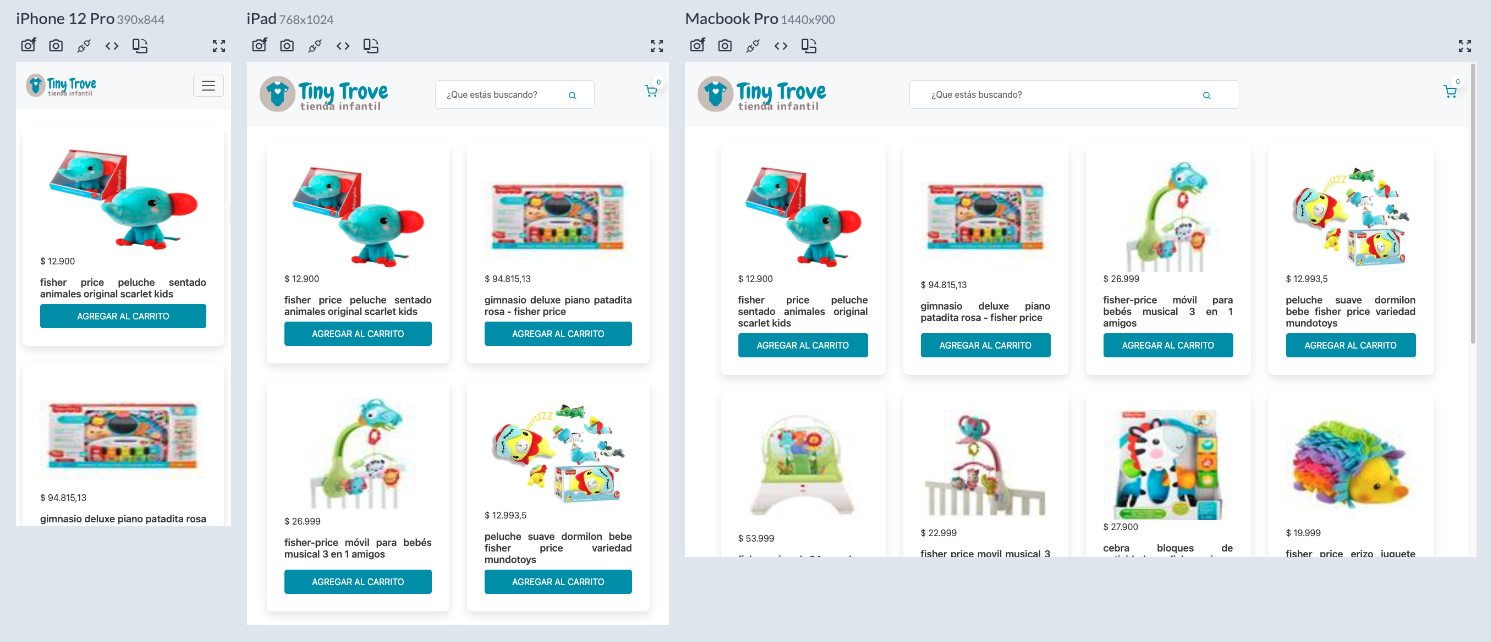 iPhone 12 Pro 390x844
Tiny Trove
tienda infantil
$ 12.900
fisher price peluche sentado
animales original scarlet kids
AGREGAR AL CARRITO
$ 94.815,13
gimnasio deluxe piano patadita rosa
iPad 768x1024
Tiny Trove
tienda infantil
¿Que estás buscando?
0
$ 12.900
fisher price peluche sentado
animales original scarlet kids
AGREGAR AL CARRITO
$ 94.815,13
gimnasio deluxe piano patadita
rosa - fisher price
AGREGAR AL CARRITO
$ 26.999
fisher-price móvil para bebés
musical 3 en 1 amigos
AGREGAR AL CARRITO
$ 12.993,5
peluche suave dormilon bebe
fisher price variedad
mundotoys
AGREGAR AL CARRITO
Macbook Pro 1440x900
Tiny Trove
tienda infantil
¿Que estás buscando?
0
$ 12.900
fisher price peluche
sentado animales original
scarlet kids
AGREGAR AL CARRITO
$ 94.815,13
gimnasio deluxe piano
patadita rosa - fisher price
AGREGAR AL CARRITO
$ 26.999
fisher-price móvil para
bebés musical 3 en 1
amigos
AGREGAR AL CARRITO
$ 12.993,5
peluche suave dormilon
bebe fisher price variedad
mundotoys
AGREGAR AL CARRITO
$ 53.999
$ 22.999
fisher price movil musical 3
$ 27.900
cebra bloques de
$ 19.999
fisher price erizo juguete